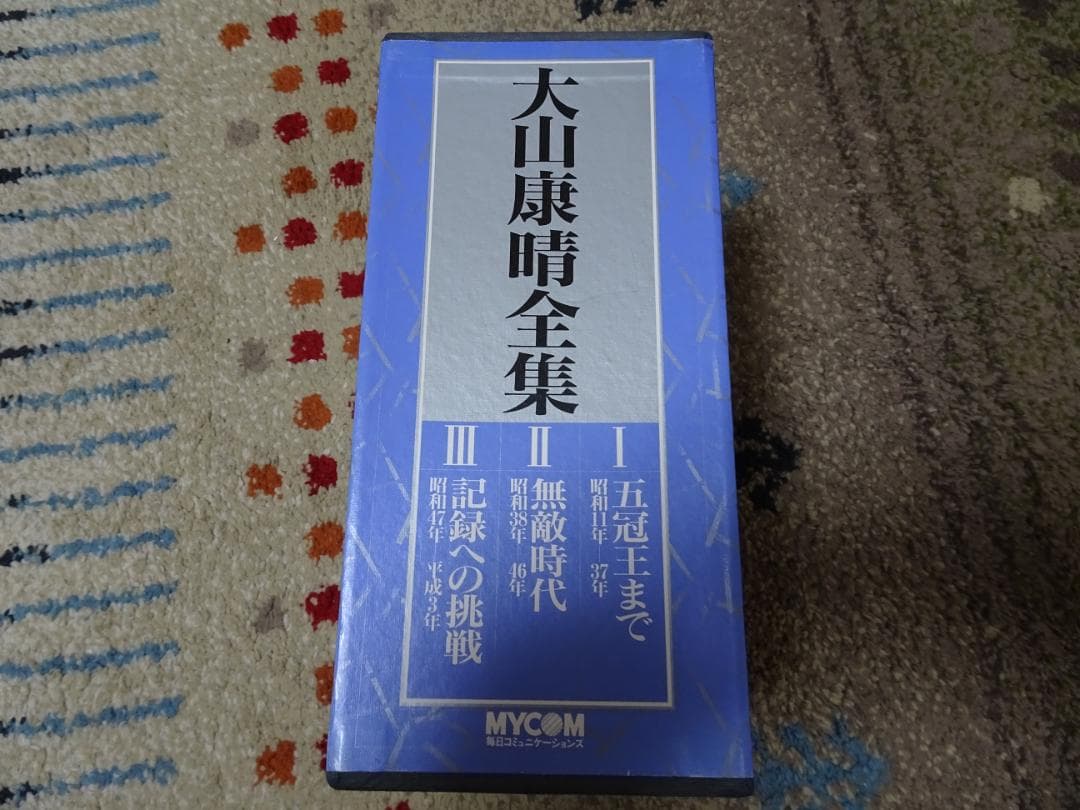 大山康晴全集
Ⅰ
五冠王まで
昭和11年─37年
Ⅱ
無敵時代
昭和38年─46年
Ⅲ
記録への挑戦
昭和47年─平成3年
MYCOM
毎日コミュニケーションズ